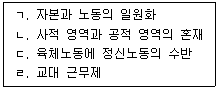 ㄱ. 자본과 노동의 일원화
ㄴ. 사적 영역과 공적 영역의 혼재
ㄷ. 육체노동에 정신노동의 수반
ㄹ. 교대 근무제